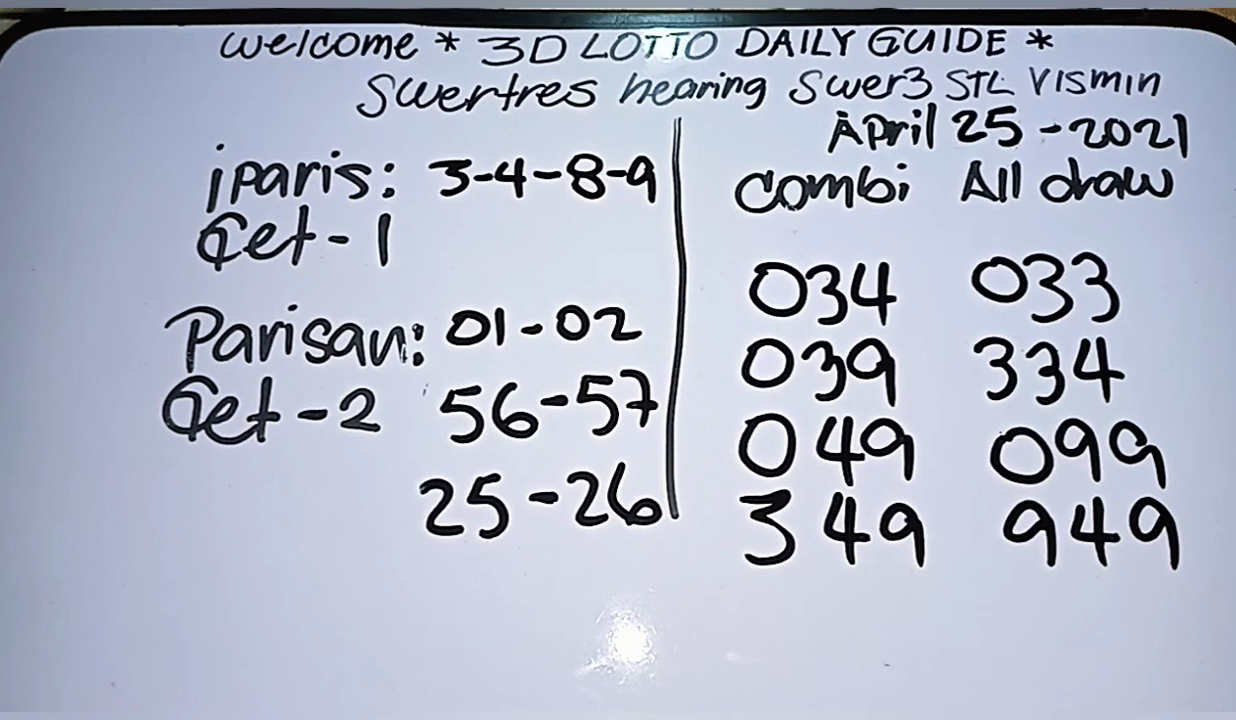 Welcome * 3D LOTTO DAILY GUIDE *
Swertres hearing Swer3 STL Vismin
April 25-2021
iparis: 3-4-8-9
Get-1
Parisan: 01-02
Get-2 56-57
25-26
Combi All draw
034 033
039 334
049 099
349 949